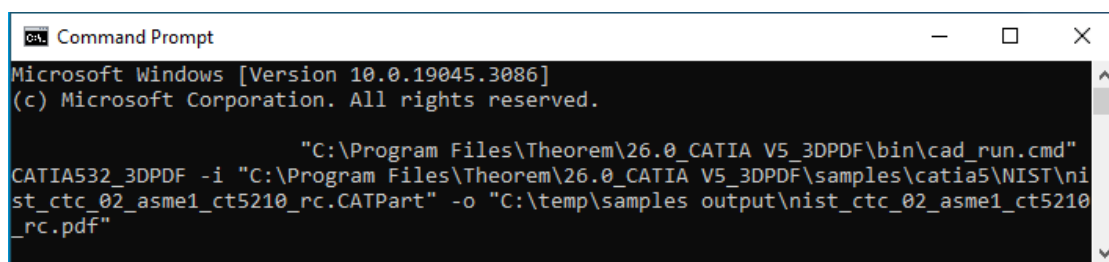 Command Prompt
Microsoft Windows [Version 10.0.19045.3086]
(c) Microsoft Corporation. All rights reserved.
"C:\Program Files\Theorem\26.0_CATIA V5_3DPDF\bin\cad_run.cmd"
CATIA532_3DPDF -i "C:\Program Files\Theorem\26.0_CATIA V5_3DPDF\samples\catia5\NIST\ni
st_ctc_02_asme1_ct5210_rc.CATPart" -o "C:\temp\samples output\nist_ctc_02_asme1_ct5210
_rc.pdf"